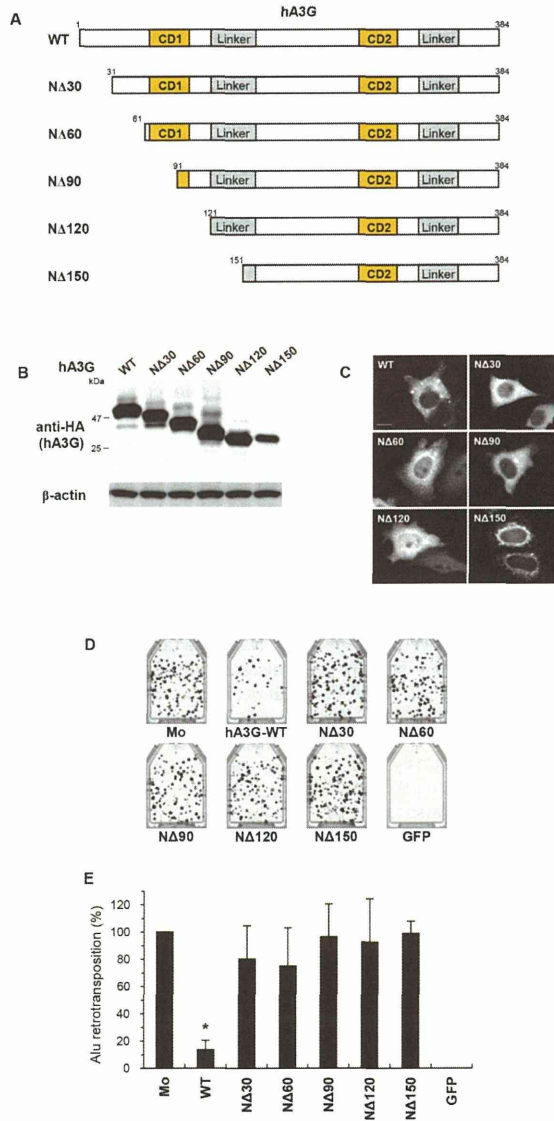 A
hA3G
1
384
WT
CD1
Linker
CD2
Linker
31
384
NΔ30
CD1
Linker
CD2
Linker
61
384
NΔ60
CD1
Linker
CD2
Linker
91
384
NΔ90
Linker
CD2
Linker
121
384
NΔ120
Linker
CD2
Linker
151
384
NΔ150
CD2
Linker
B
hA3G
WT
NΔ30
NΔ60
NΔ90
NΔ120
NΔ150
kDa
47
25
anti-HA
(hA3G)
β-actin
C
WT
NΔ30
NΔ60
NΔ90
NΔ120
NΔ150
D
Mo
hA3G-WT
NΔ30
NΔ60
NΔ90
NΔ120
NΔ150
GFP
E
Alu retrotransposition (%)
120
100
80
60
40
20
0
*
Mo
WT
NΔ30
NΔ60
NΔ90
NΔ120
NΔ150
GFP